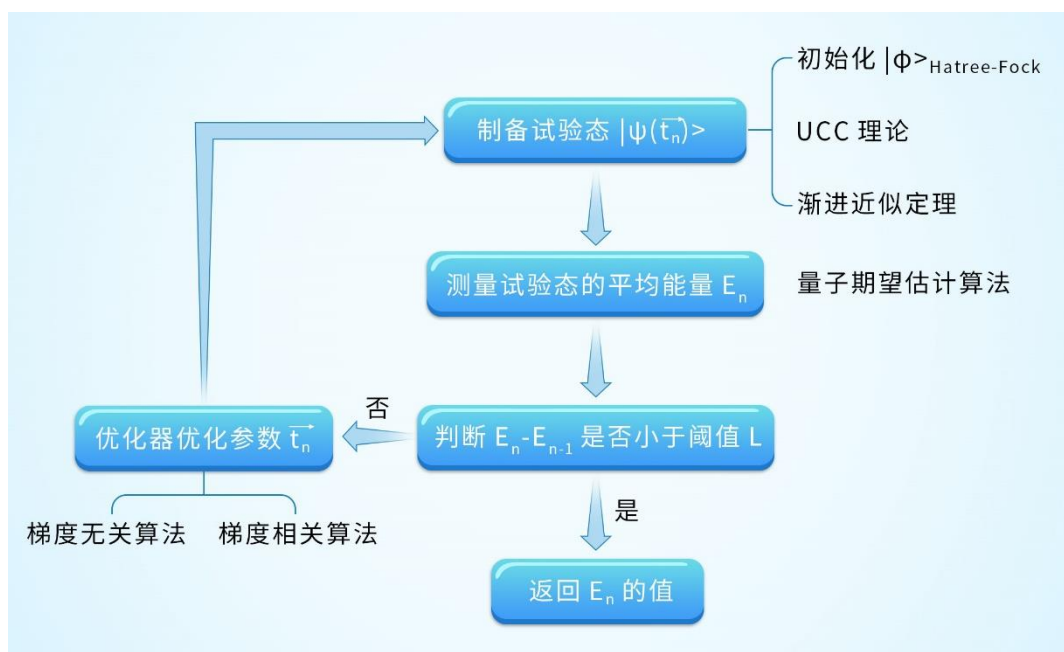 初始化 |ϕ>Hatree-Fock
制备试验态 |ψ(t⃗n)>
UCC 理论
渐进近似定理
测量试验态的平均能量 En
量子期望估计算法
否
优化器优化参数 t⃗n
判断 En-En-1 是否小于阈值 L
是
梯度无关算法
梯度相关算法
返回 En 的值